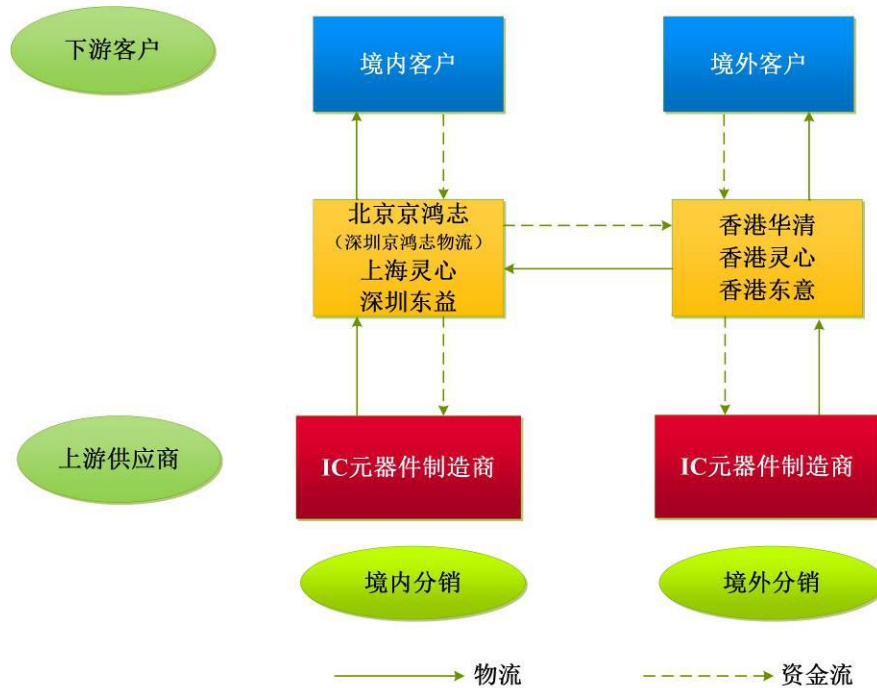 下游客户
境内客户
境外客户
北京京鸿志
（深圳京鸿志物流）
上海灵心
深圳东益
香港华清
香港灵心
香港东意
上游供应商
IC元器件制造商
IC元器件制造商
境内分销
境外分销
物流
资金流